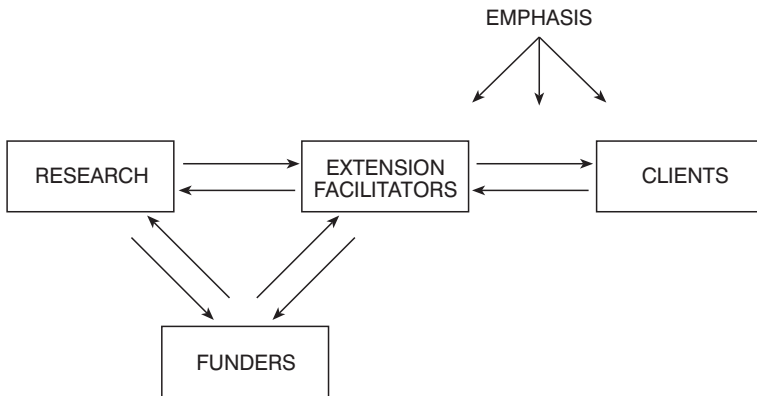 EMPHASIS
RESEARCH
EXTENSION
FACILITATORS
CLIENTS
FUNDERS